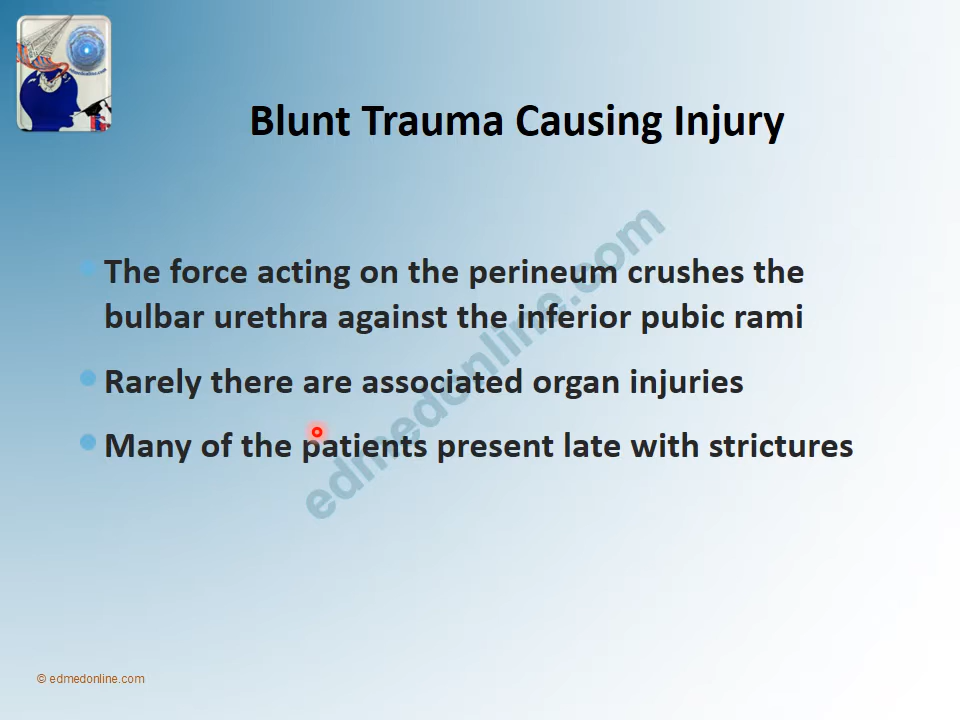 Blunt Trauma Causing Injury
The force acting on the perineum crushes the
bulbar urethra against the inferior pubic rami
Rarely there are associated organ injuries
Many of the patients present late with strictures
edmedonline.com
© edmedonline.com